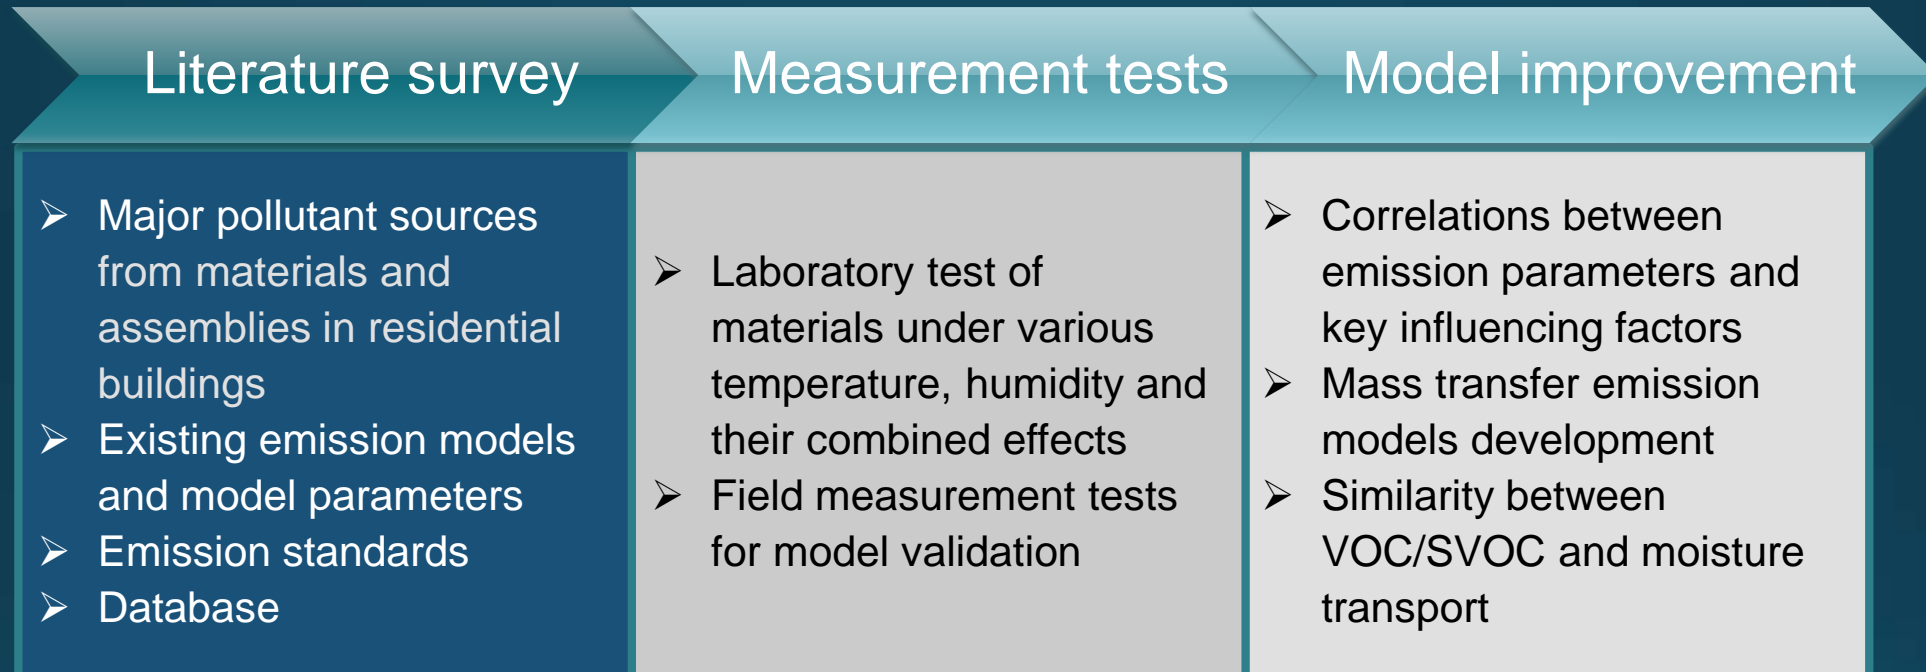 Literature survey
Measurement tests
Model improvement
➢ Major pollutant sources
from materials and
assemblies in residential
buildings
➢ Existing emission models
and model parameters
➢ Emission standards
➢ Database
➢ Laboratory test of
materials under various
temperature, humidity and
their combined effects
➢ Field measurement tests
for model validation
➢ Correlations between
emission parameters and
key influencing factors
➢ Mass transfer emission
models development
➢ Similarity between
VOC/SVOC and moisture
transport